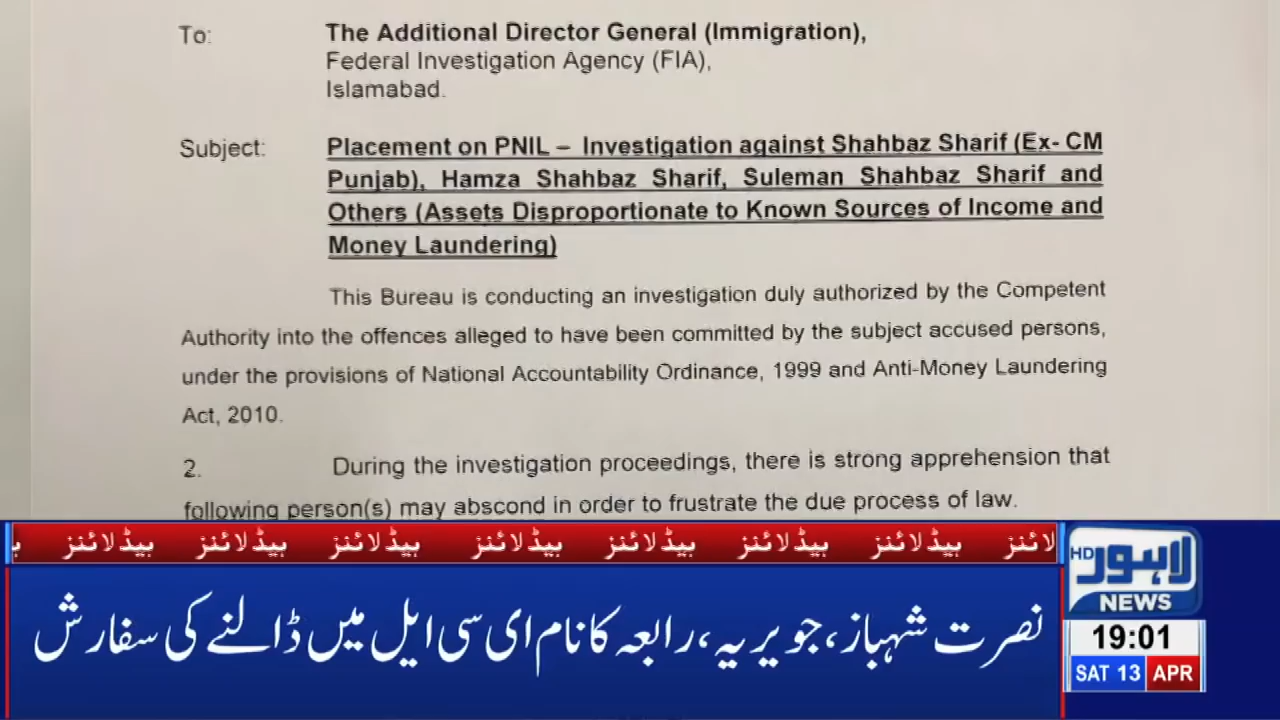 To: The Additional Director General (Immigration),
Federal Investigation Agency (FIA),
Islamabad.
Subject: Placement on PNIL – Investigation against Shahbaz Sharif (Ex- CM
Punjab), Hamza Shahbaz Sharif, Suleman Shahbaz Sharif and
Others (Assets Disproportionate to Known Sources of Income and
Money Laundering)
This Bureau is conducting an investigation duly authorized by the Competent
Authority into the offences alleged to have been committed by the subject accused persons,
under the provisions of National Accountability Ordinance, 1999 and Anti-Money Laundering
Act, 2010.
2. During the investigation proceedings, there is strong apprehension that
following person(s) may abscond in order to frustrate the due process of law.
لائنز ہیڈلائنز ہیڈلائنز ہیڈلائنز ہیڈلائنز ہیڈلائنز ہیڈلائنز ہیڈلائنز
نصرت شہباز، جویریہ، رابعہ کا نام ای سی ایل میں ڈالنے کی سفارش
لاہور HD
NEWS
19:01
SAT 13 APR